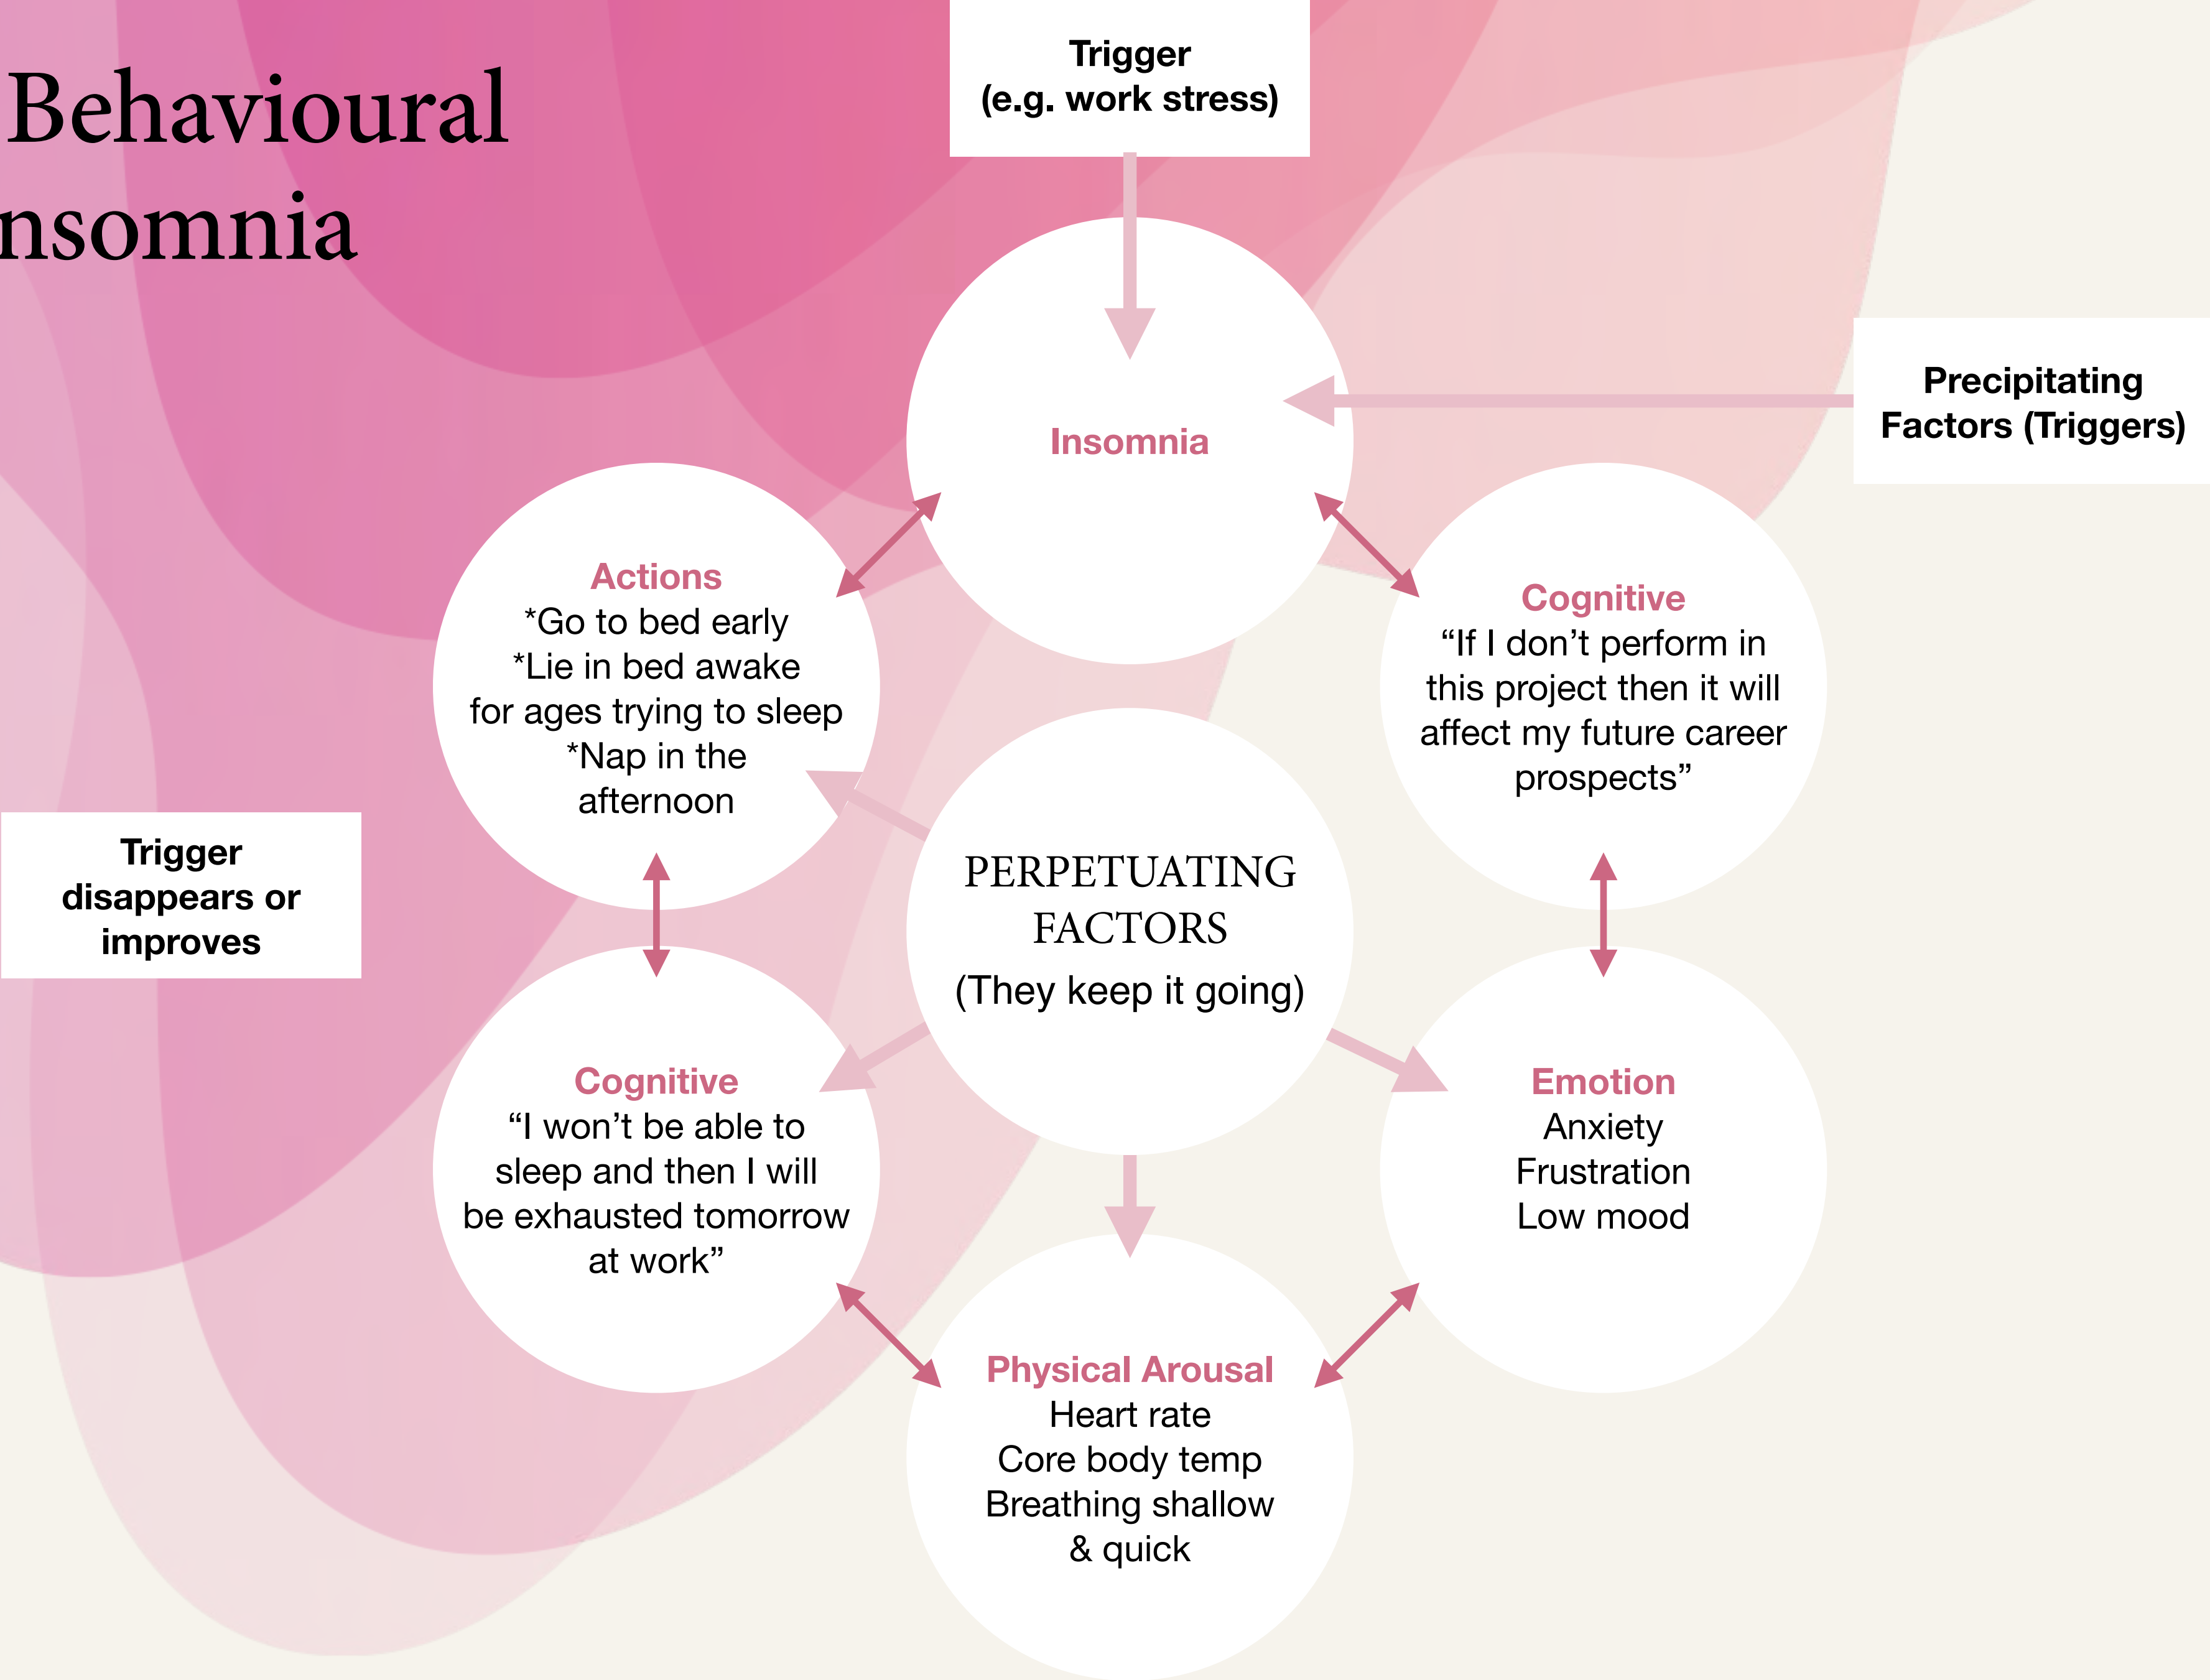 Behavioural
nsomnia
Trigger
(e.g. work stress)
Precipitating
Factors (Triggers)
Insomnia
Actions
*Go to bed early
*Lie in bed awake
for ages trying to sleep
*Nap in the
afternoon
Cognitive
“If I don’t perform in
this project then it will
affect my future career
prospects”
Trigger
disappears or
improves
PERPETUATING
FACTORS
(They keep it going)
Cognitive
“I won’t be able to
sleep and then I will
be exhausted tomorrow
at work”
Emotion
Anxiety
Frustration
Low mood
Physical Arousal
Heart rate
Core body temp
Breathing shallow
& quick